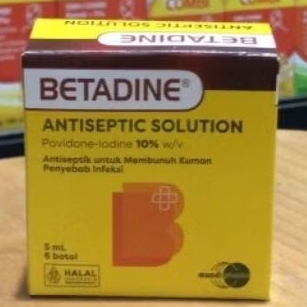 ANTISEPTIC SOLUTION
BETADINE
BETADINE®
ANTISEPTIC SOLUTION
Povidone-Iodine 10% w/v
Antiseptik untuk Membunuh Kuman
Penyebab Infeksi
5 mL
6 botol
HALAL
INDONESIA